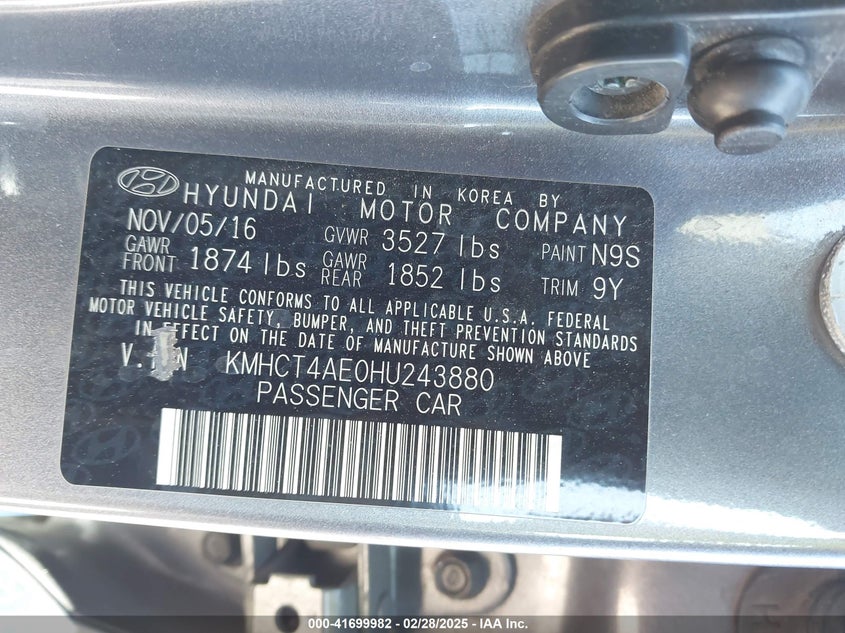 MANUFACTURED IN KOREA BY
HYUNDAI MOTOR COMPANY
NOV/05/16 GVWR 3527 lbs PAINT N9S
GAWR FRONT 1874 lbs GAWR REAR 1852 lbs TRIM 9Y
THIS VEHICLE CONFORMS TO ALL APPLICABLE U.S.A. FEDERAL
MOTOR VEHICLE SAFETY, BUMPER, AND THEFT PREVENTION STANDARDS
IN EFFECT ON THE DATE OF MANUFACTURE SHOWN ABOVE
V.I.N KMHCT4AE0HU243880
PASSENGER CAR
000-41699982 - 02/28/2025 - IAA Inc.